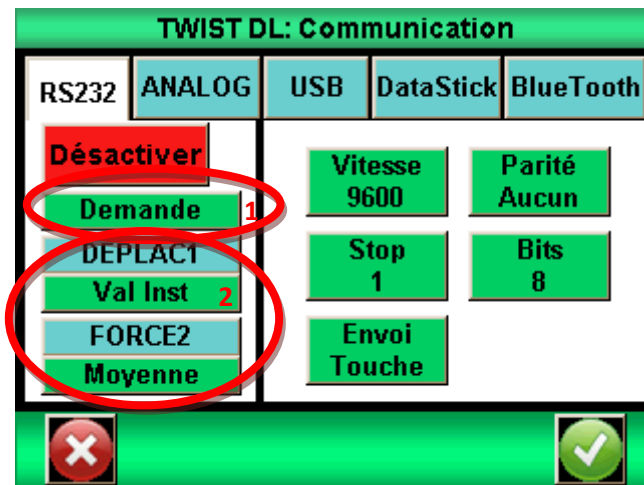 TWIST DL: Communication
RS232 ANALOG USB DataStick BlueTooth
Désactiver
Demande 1
DEPLAC1
Val Inst 2
FORCE2
Moyenne
Vitesse
9600
Parité
Aucun
Stop
1
Bits
8
Envoi
Touche